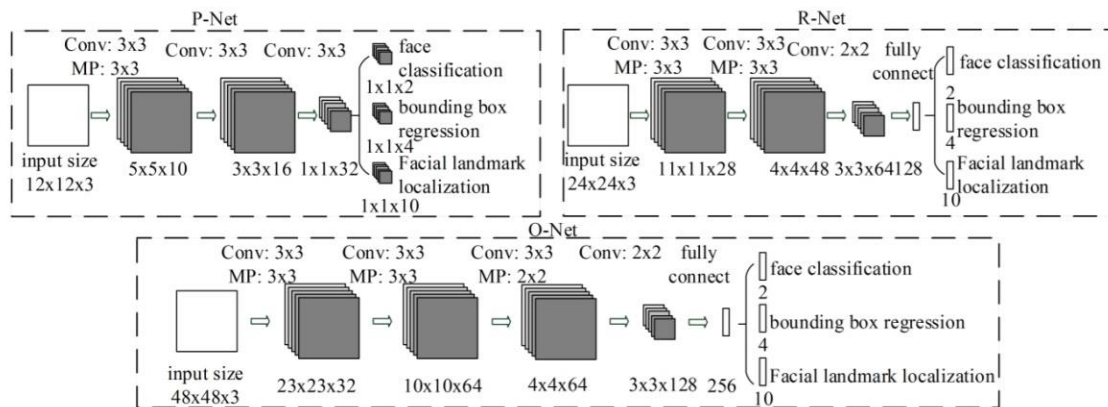 P-Net
Conv: 3x3 Conv: 3x3 Conv: 3x3
MP: 3x3
face
classification
1x1x2
bounding box
regression
1x1x4
Facial landmark
localization
1x1x10
input size
12x12x3
5x5x10
3x3x16
1x1x32
R-Net
Conv: 3x3 Conv: 3x3 Conv: 2x2 fully
MP: 3x3 MP: 3x3 connect
face classification
2
bounding box
regression
4
Facial landmark
localization
10
input size
24x24x3
11x11x28
4x4x48
3x3x64
128
O-Net
Conv: 3x3 Conv: 3x3 Conv: 3x3 Conv: 2x2 fully
MP: 3x3 MP: 3x3 MP: 2x2 connect
face classification
2
bounding box regression
4
Facial landmark localization
10
input size
48x48x3
23x23x32
10x10x64
4x4x64
3x3x128
256